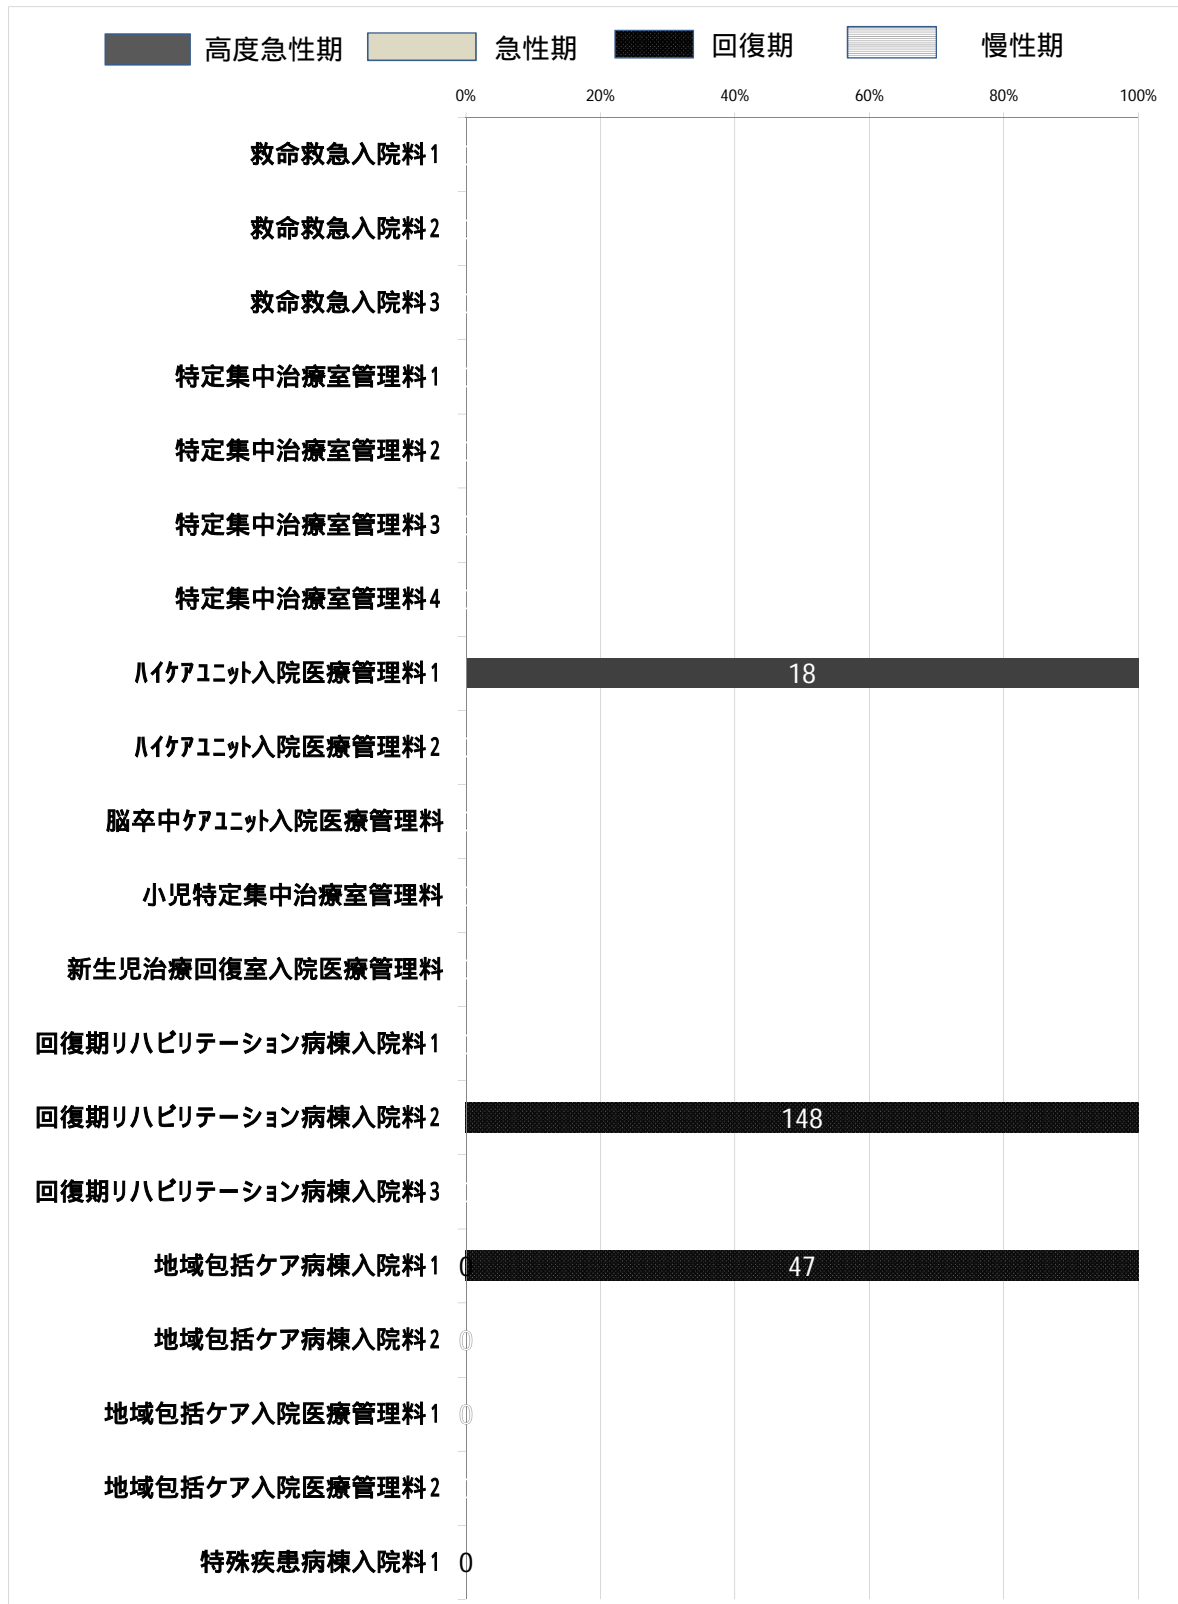 高度急性期 急性期 回復期 慢性期
0% 20% 40% 60% 80% 100%
救命救急入院料1
救命救急入院料2
救命救急入院料3
特定集中治療室管理料1
特定集中治療室管理料2
特定集中治療室管理料3
特定集中治療室管理料4
ﾊｲｹｱﾕﾆｯﾄ入院医療管理料1 18
ﾊｲｹｱﾕﾆｯﾄ入院医療管理料2
脳卒中ｹｱﾕﾆｯﾄ入院医療管理料
小児特定集中治療室管理料
新生児治療回復室入院医療管理料
回復期リハビリテーション病棟入院料1
回復期リハビリテーション病棟入院料2 148
回復期リハビリテーション病棟入院料3
地域包括ケア病棟入院料1 0 47
地域包括ケア病棟入院料2 0
地域包括ケア入院医療管理料1 0
地域包括ケア入院医療管理料2
特殊疾患病棟入院料1 0